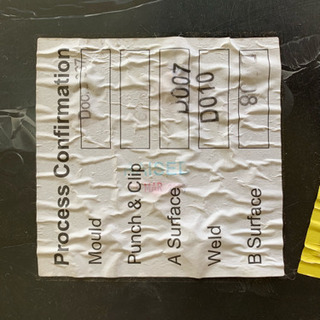 Process Confirmation
Mould
Punch & Clip
A Surface D007
Weld D010
B Surface